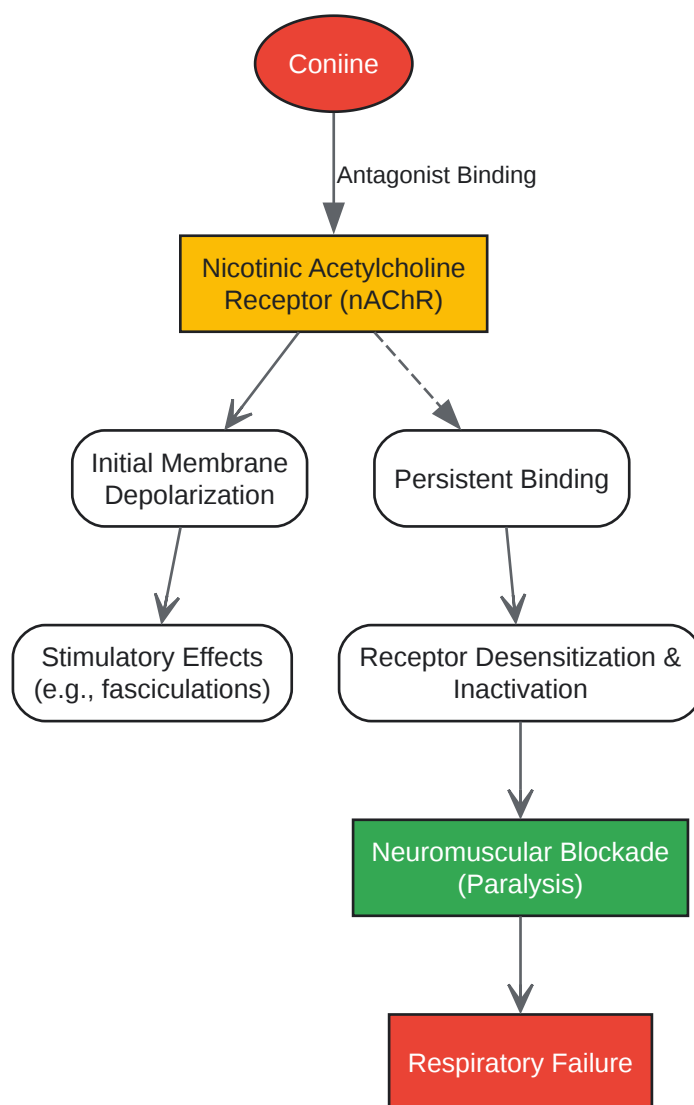 Coniine
Antagonist Binding
Nicotinic Acetylcholine
Receptor (nAChR)
Initial Membrane
Depolarization
Persistent Binding
Stimulatory Effects
(e.g., fasciculations)
Receptor Desensitization &
Inactivation
Neuromuscular Blockade
(Paralysis)
Respiratory Failure